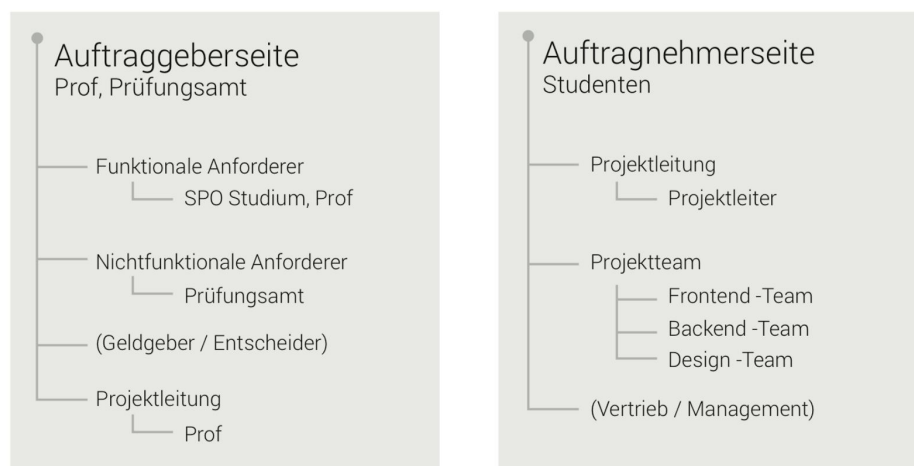 Auftraggeberseite
Prof, Prüfungsamt
Funktionale Anforderer
SPO Studium, Prof
Nichtfunktionale Anforderer
Prüfungsamt
(Geldgeber / Entscheider)
Projektleitung
Prof
Auftragnehmerseite
Studenten
Projektleitung
Projektleiter
Projektteam
Frontend -Team
Backend -Team
Design -Team
(Vertrieb / Management)